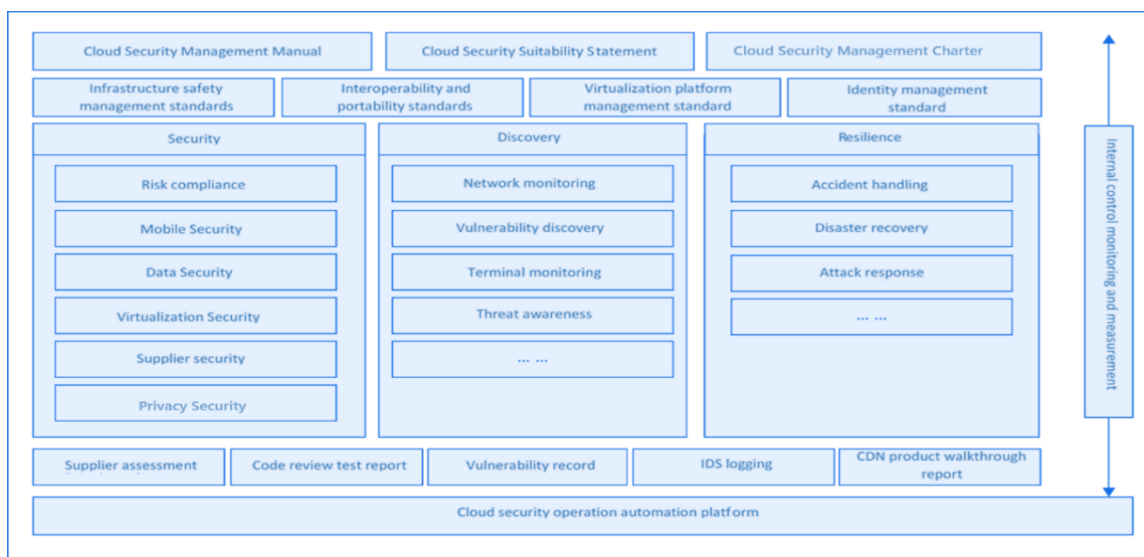 Cloud Security Management Manual
Cloud Security Suitability Statement
Cloud Security Management Charter
Infrastructure safety
management standards
Interoperability and
portability standards
Virtualization platform
management standard
Identity management
standard
Security
Risk compliance
Mobile Security
Data Security
Virtualization Security
Supplier security
Privacy Security
Discovery
Network monitoring
Vulnerability discovery
Terminal monitoring
Threat awareness
... ...
Resilience
Accident handling
Disaster recovery
Attack response
... ...
Internal control monitoring and measurement
Supplier assessment
Code review test report
Vulnerability record
IDS logging
CDN product walkthrough
report
Cloud security operation automation platform